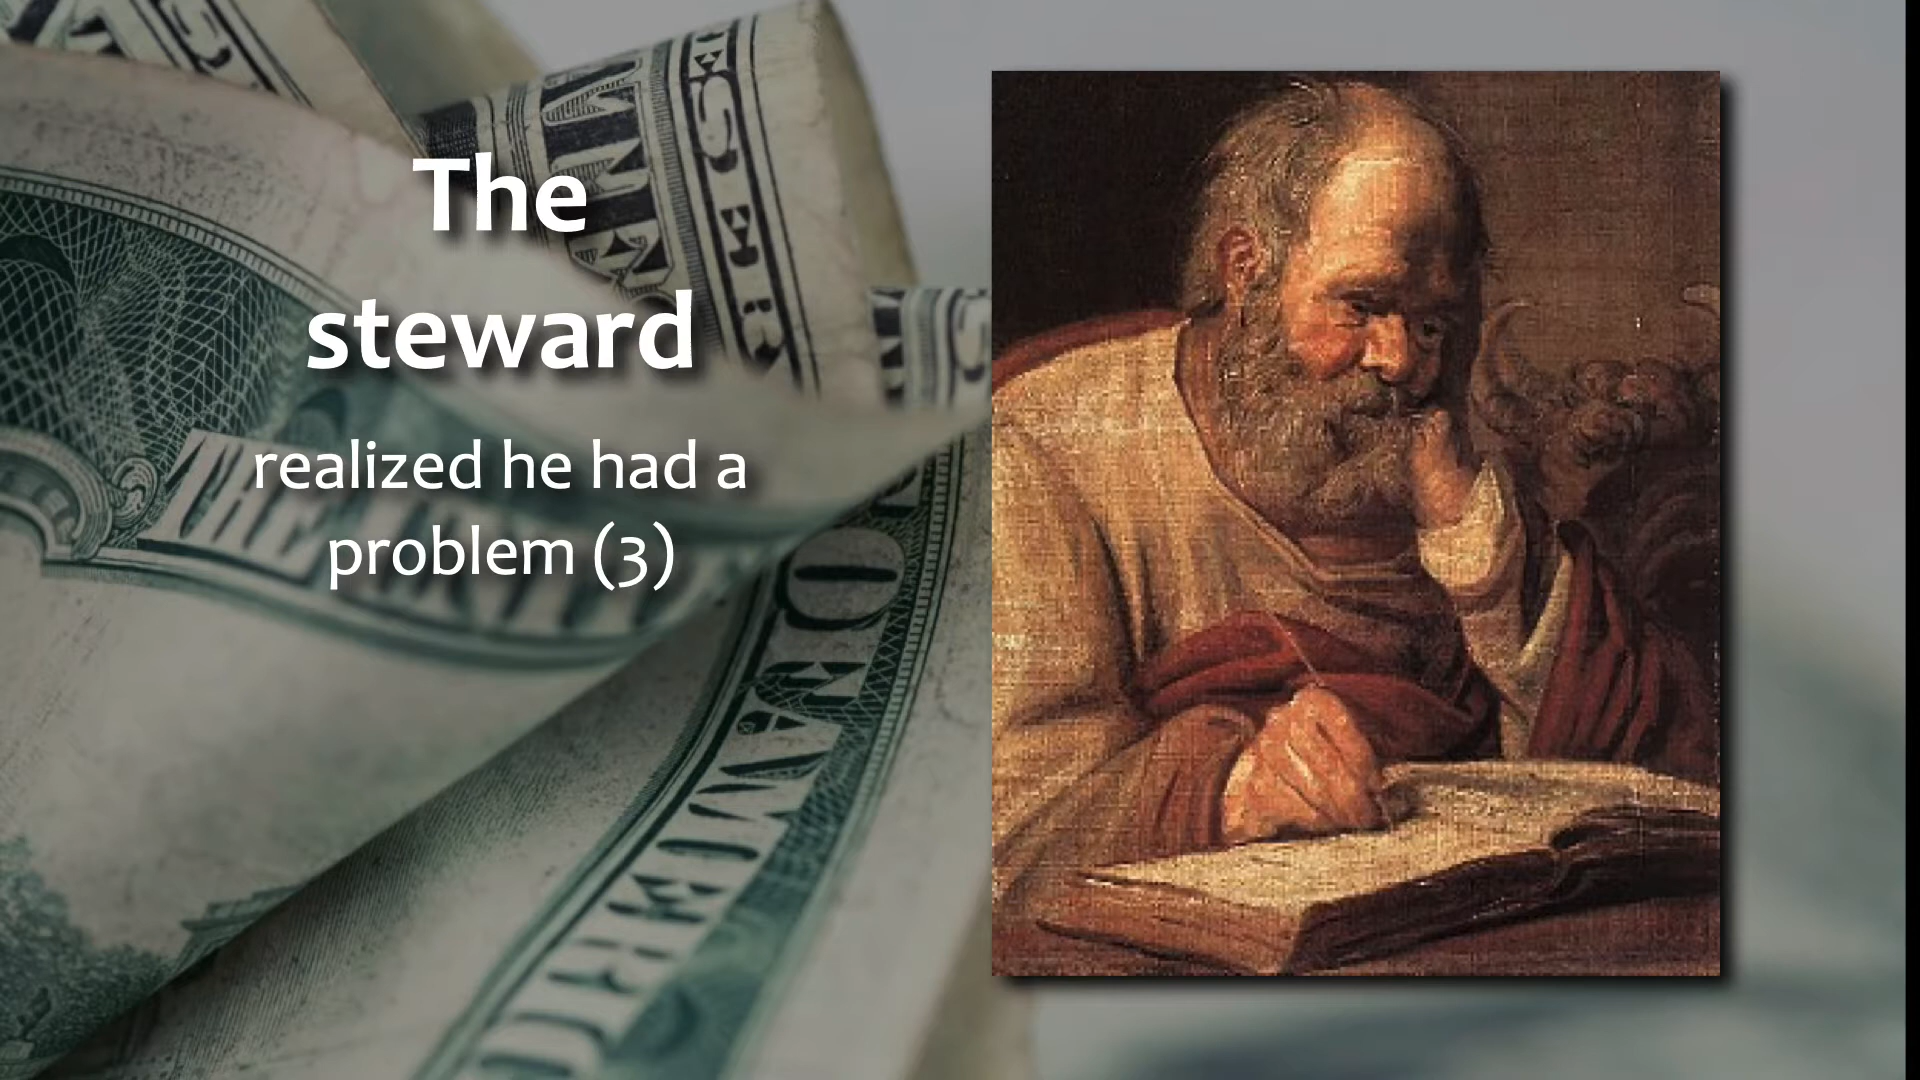 The
steward
realized he had a
problem (3)